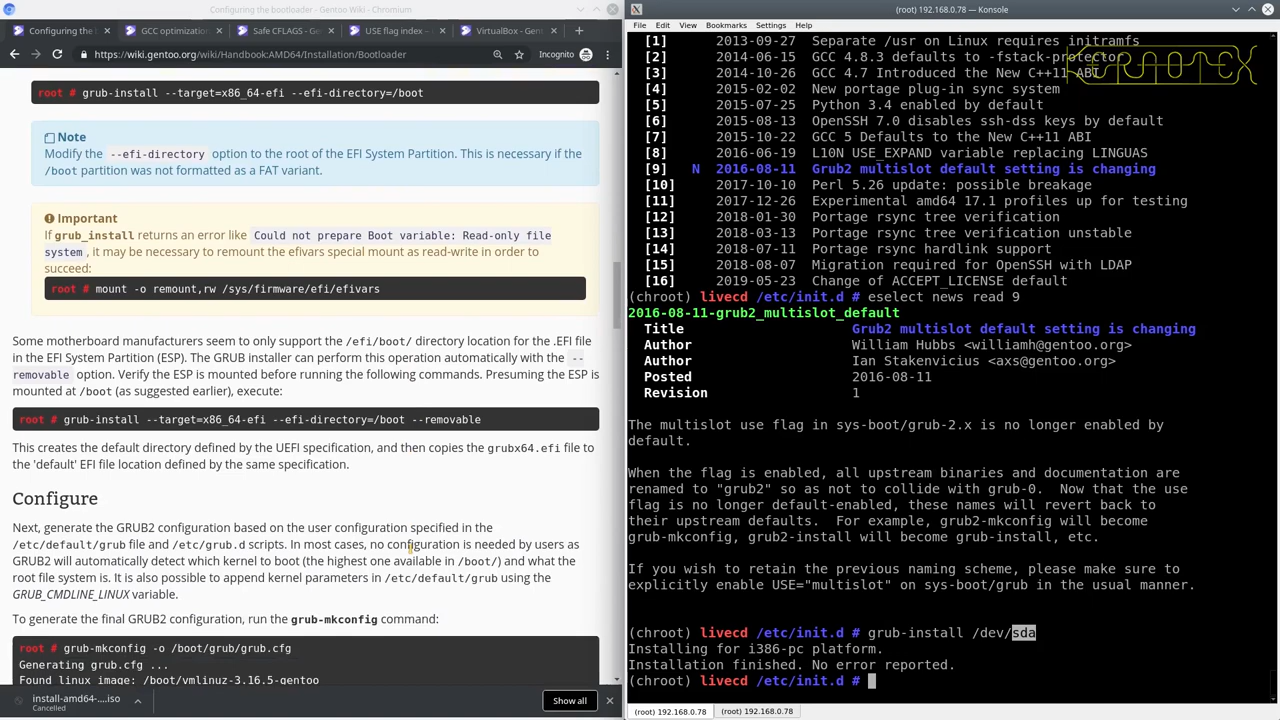 Configuring the bootloader - Gentoo Wiki - Chromium
Configuring the b
GCC optimization
Safe CFLAGS - G
USE flag index –
VirtualBox - Gent
https://wiki.gentoo.org/wiki/Handbook:AMD64/Installation/Bootloader
Incognito
root # grub-install --target=x86_64-efi --efi-directory=/boot
Note
Modify the --efi-directory option to the root of the EFI System Partition. This is necessary if the
/boot partition was not formatted as a FAT variant.
Important
If grub_install returns an error like Could not prepare Boot variable: Read-only file
system, it may be necessary to remount the efivars special mount as read-write in order to
succeed:
root # mount -o remount,rw /sys/firmware/efi/efivars
Some motherboard manufacturers seem to only support the /efi/boot/ directory location for the .EFI file
in the EFI System Partition (ESP). The GRUB installer can perform this operation automatically with the --
removable option. Verify the ESP is mounted before running the following commands. Presuming the ESP is
mounted at /boot (as suggested earlier), execute:
root # grub-install --target=x86_64-efi --efi-directory=/boot --removable
This creates the default directory defined by the UEFI specification, and then copies the grubx64.efi file to
the 'default' EFI file location defined by the same specification.
Configure
Next, generate the GRUB2 configuration based on the user configuration specified in the
/etc/default/grub file and /etc/grub.d scripts. In most cases, no configuration is needed by users as
GRUB2 will automatically detect which kernel to boot (the highest one available in /boot/) and what the
root file system is. It is also possible to append kernel parameters in /etc/default/grub using the
GRUB_CMDLINE_LINUX variable.
To generate the final GRUB2 configuration, run the grub-mkconfig command:
root # grub-mkconfig -o /boot/grub/grub.cfg
Generating grub.cfg ...
Found linux image: /boot/vmlinuz-3.16.5-gentoo
install-amd64-....iso
Cancelled
Show all
(root) 192.168.0.78 — Konsole
File Edit View Bookmarks Settings Help
KERNOTEX
[1] 2013-09-27 Separate /usr on Linux requires initramfs
[2] 2014-06-15 GCC 4.8.3 defaults to -fstack-protector
[3] 2014-10-26 GCC 4.7 Introduced the New C++11 ABI
[4] 2015-02-02 New portage plug-in sync system
[5] 2015-07-25 Python 3.4 enabled by default
[6] 2015-08-13 OpenSSH 7.0 disables ssh-dss keys by default
[7] 2015-10-22 GCC 5 Defaults to the New C++11 ABI
[8] 2016-06-19 L10N USE_EXPAND variable replacing LINGUAS
[9] N 2016-08-11 Grub2 multislot default setting is changing
[10] 2017-10-10 Perl 5.26 update: possible breakage
[11] 2017-12-26 Experimental amd64 17.1 profiles up for testing
[12] 2018-01-30 Portage rsync tree verification
[13] 2018-03-13 Portage rsync tree verification unstable
[14] 2018-07-11 Portage rsync hardlink support
[15] 2018-08-07 Migration required for OpenSSH with LDAP
[16] 2019-05-23 Change of ACCEPT_LICENSE default
(chroot) livecd /etc/init.d # eselect news read 9
2016-08-11-grub2_multislot_default
Title Grub2 multislot default setting is changing
Author William Hubbs <williamh@gentoo.org>
Author Ian Stakenvicius <axs@gentoo.org>
Posted 2016-08-11
Revision 1
The multislot use flag in sys-boot/grub-2.x is no longer enabled by
default.
When the flag is enabled, all upstream binaries and documentation are
renamed to "grub2" so as not to collide with grub-0. Now that the use
flag is no longer default-enabled, these names will revert back to
their upstream defaults. For example, grub2-mkconfig will become
grub-mkconfig, grub2-install will become grub-install, etc.
If you wish to retain the previous naming scheme, please make sure to
explicitly enable USE="multislot" on sys-boot/grub in the usual manner.
(chroot) livecd /etc/init.d # grub-install /dev/sda
Installing for i386-pc platform.
Installation finished. No error reported.
(chroot) livecd /etc/init.d #
(root) 192.168.0.78
(root) 192.168.0.78